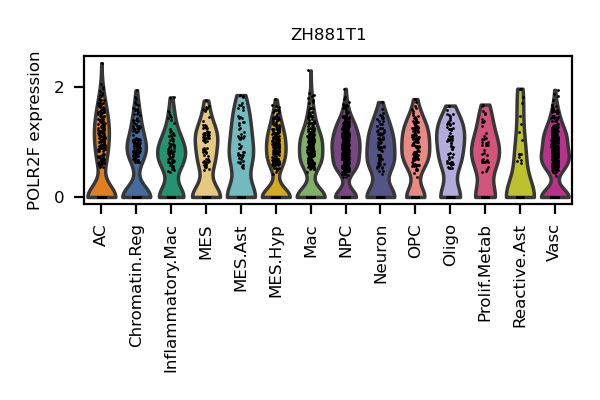 ZH881T1
POLR2F expression
2
0
AC
Chromatin.Reg
Inflammatory.Mac
MES
MES.Ast
MES.Hyp
Mac
NPC
Neuron
OPC
Oligo
Prolif.Metab
Reactive.Ast
Vasc